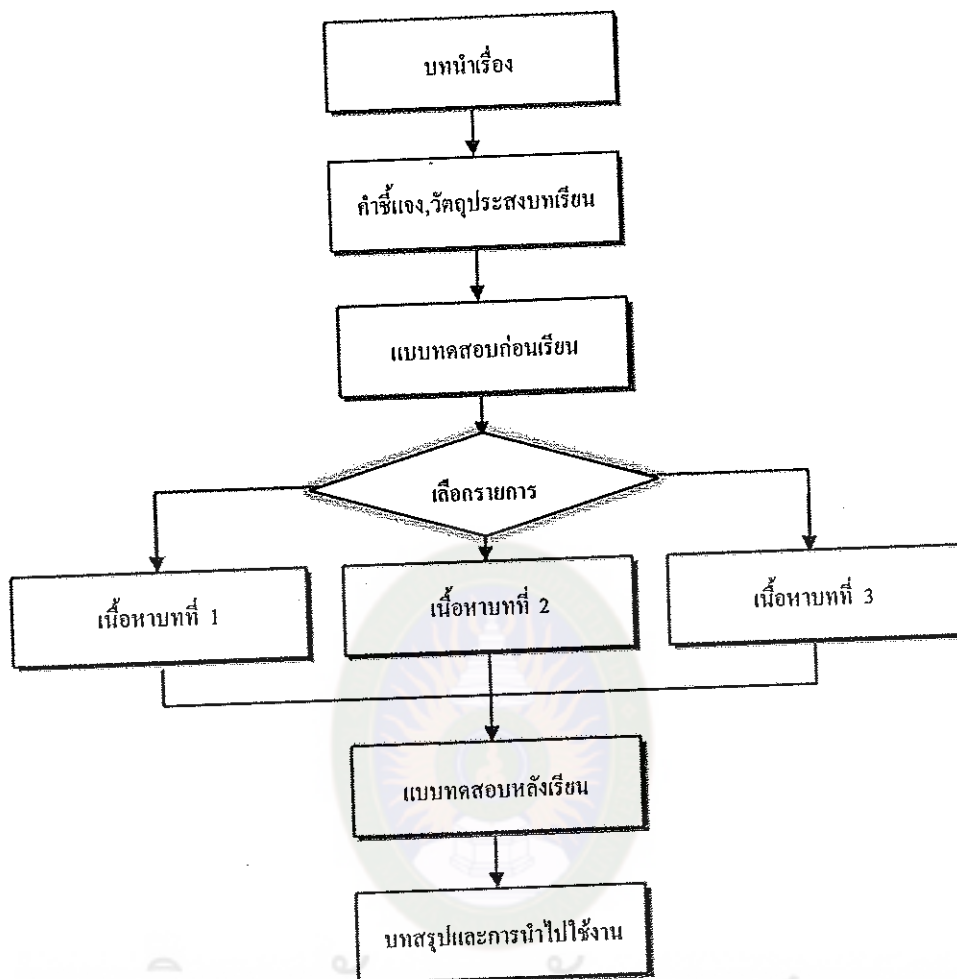 บทนำเรื่อง
คำชี้แจง,วัตถุประสงบทเรียน
แบบทดสอบก่อนเรียน
เลือกรายการ
เนื้อหาบทที่ 1
เนื้อหาบทที่ 2
เนื้อหาบทที่ 3
แบบทดสอบหลังเรียน
บทสรุปและการนำไปใช้งาน